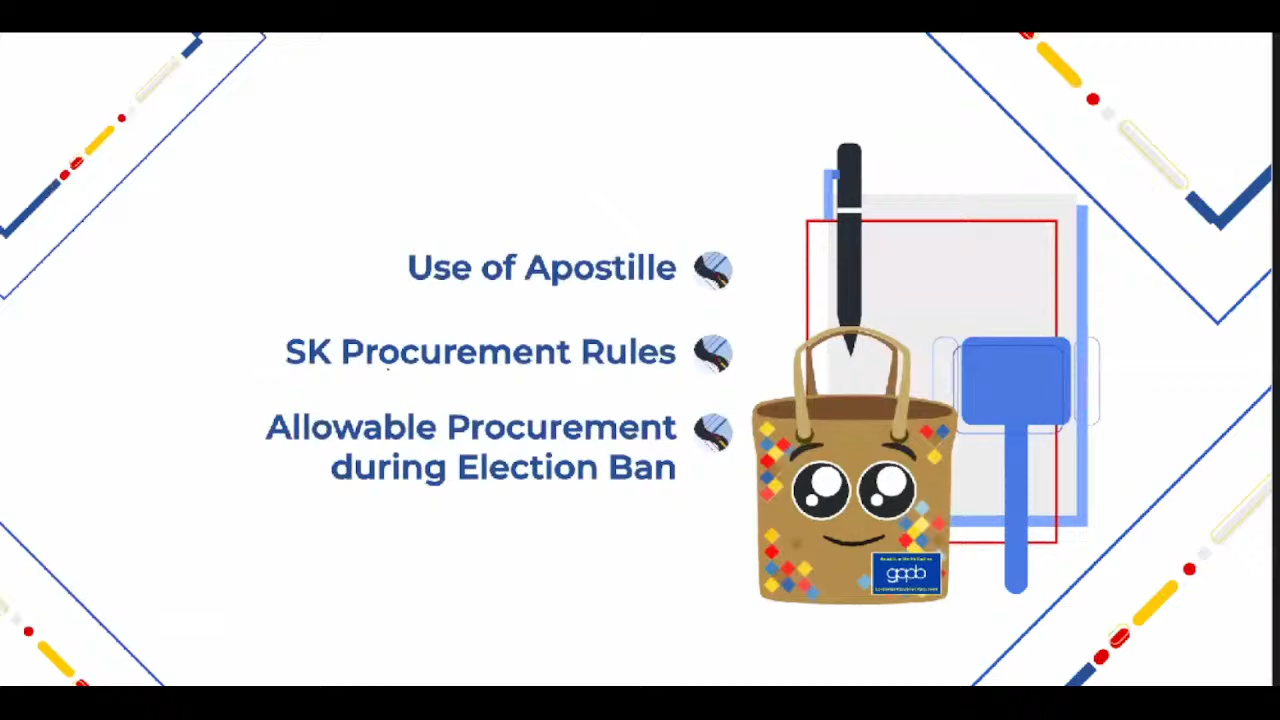 Use of Apostille
SK Procurement Rules
Allowable Procurement
during Election Ban
gppb